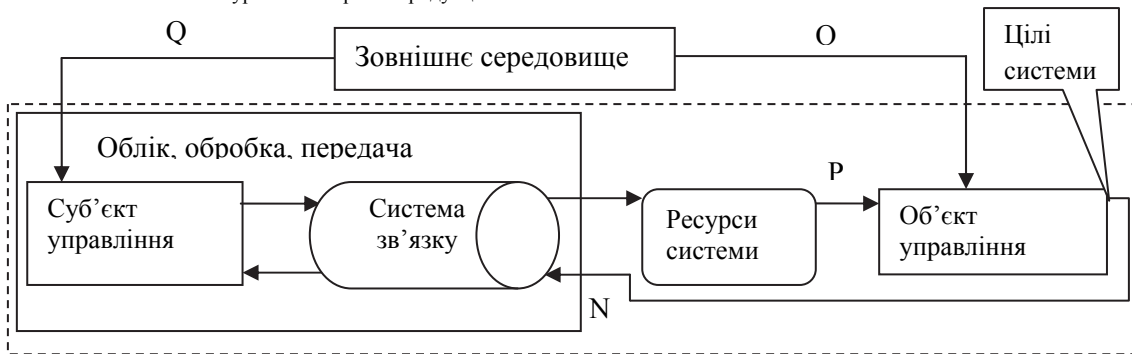 Q
Зовнішнє середовище
О
Цілі
системи
Облік, обробка, передача
Суб’єкт
управління
Система
зв’язку
Ресурси
системи
Р
Об’єкт
управління
N